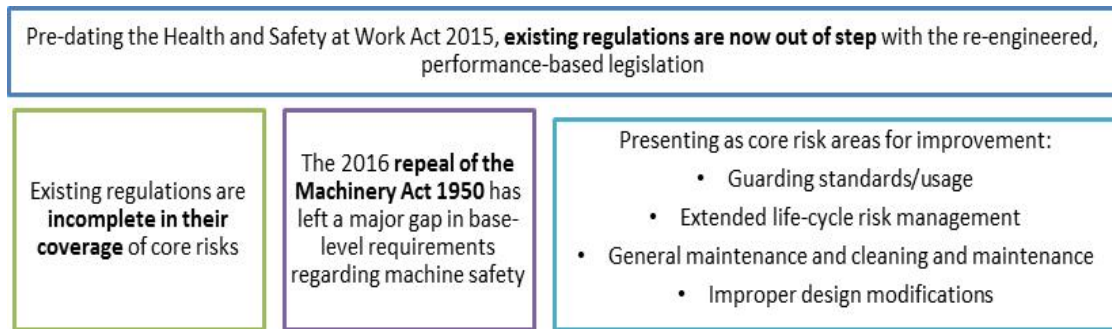 Pre-dating the Health and Safety at Work Act 2015, existing regulations are now out of step with the re-engineered,
performance-based legislation
Existing regulations are
incomplete in their
coverage of core risks
The 2016 repeal of the
Machinery Act 1950 has
left a major gap in base-
level requirements
regarding machine safety
Presenting as core risk areas for improvement:
• Guarding standards/usage
• Extended life-cycle risk management
• General maintenance and cleaning and maintenance
• Improper design modifications